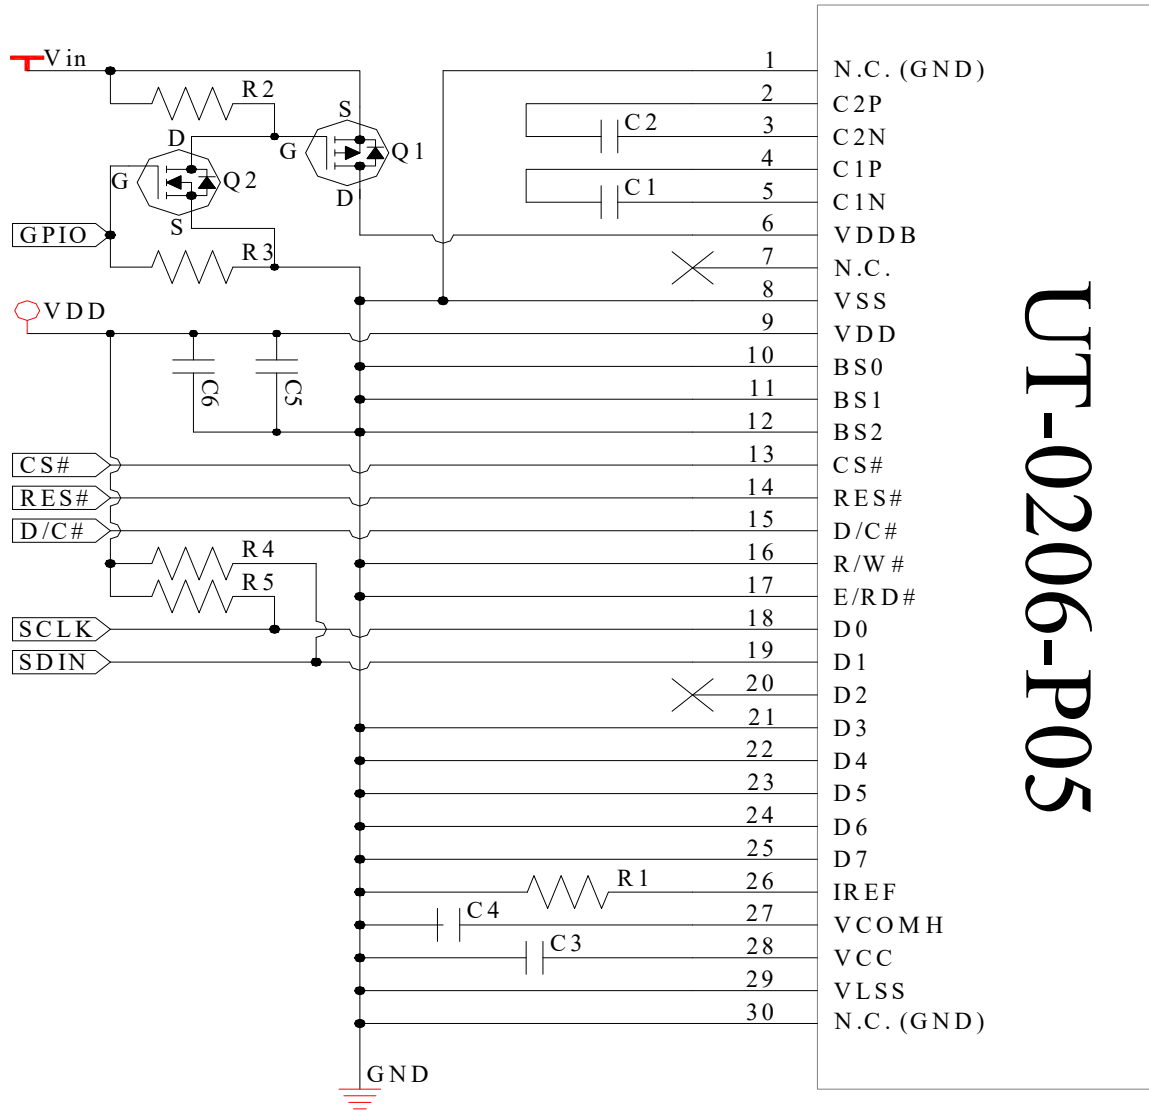 Vin
R2
S
D
G
Q1
G
Q2
D
S
GPIO
R3
VDD
C6
C5
CS#
RES#
D/C#
R4
R5
SCLK
SDIN
C2
C1
R1
C4
C3
GND
1 N.C. (GND)
2 C2P
3 C2N
4 C1P
5 C1N
6 VDDB
7 N.C.
8 VSS
9 VDD
10 BS0
11 BS1
12 BS2
13 CS#
14 RES#
15 D/C#
16 R/W#
17 E/RD#
18 D0
19 D1
20 D2
21 D3
22 D4
23 D5
24 D6
25 D7
26 IREF
27 VCOMH
28 VCC
29 VLSS
30 N.C. (GND)
UT-0206-P05